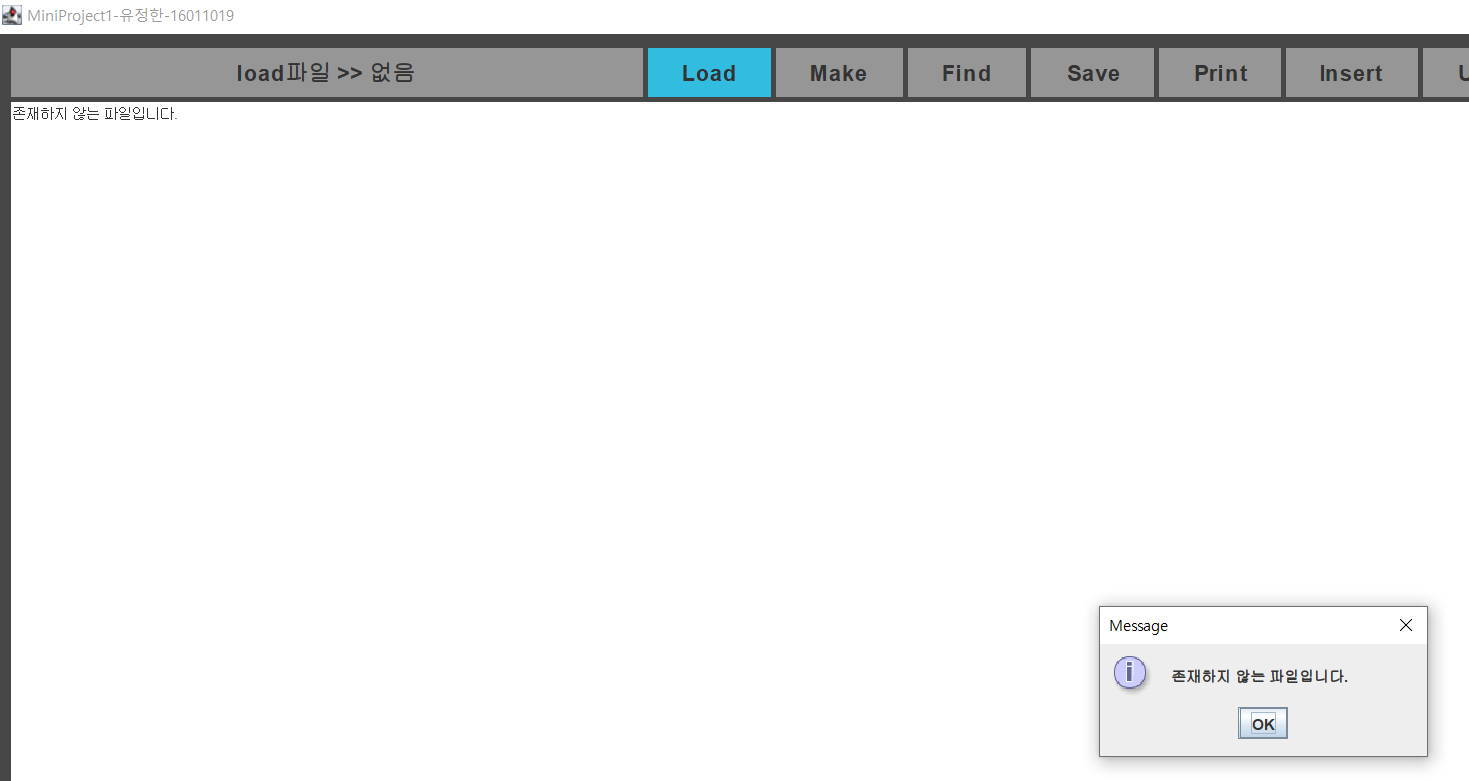 MiniProject1-유정한-16011019
load파일 >> 없음 Load Make Find Save Print Insert
존재하지 않는 파일입니다.
Message
존재하지 않는 파일입니다.
OK